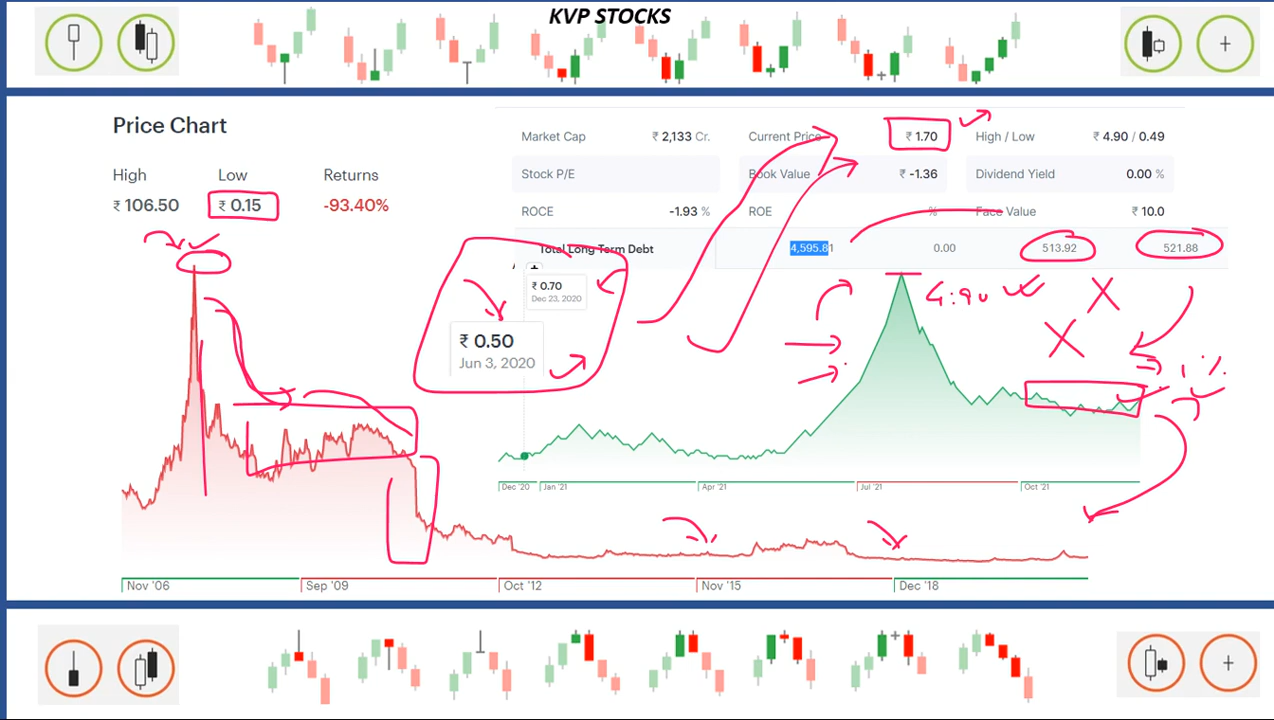 KVP STOCKS
Price Chart
High Low Returns
₹ 106.50 ₹ 0.15 -93.40%
Market Cap ₹ 2,133 Cr. Current Price ₹ 1.70 High / Low ₹ 4.90 / 0.49
Stock P/E Book Value ₹ -1.36 Dividend Yield 0.00 %
ROCE -1.93 % ROE % Face Value ₹ 10.0
Total Long Term Debt 4,595.81 0.00 513.92 521.88
₹ 0.70
Dec 23, 2020
₹ 0.50
Jun 3, 2020
4.90
1 %
Dec '20 Jan '21 Apr '21 Jul '21 Oct '21
Nov '06 Sep '09 Oct '12 Nov '15 Dec '18